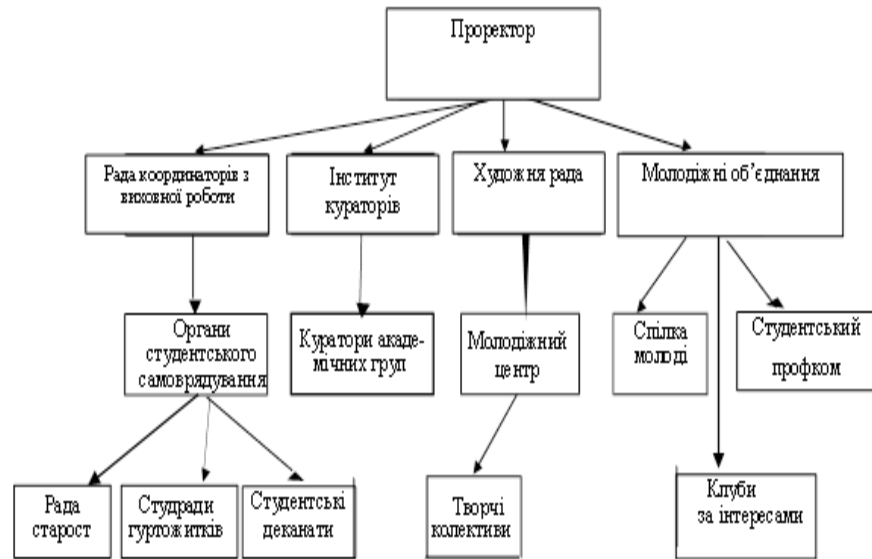 Проректор
Рада координаторів з
виховної роботи
Інститут
кураторів
Художня рада
Молодіжні об’єднання
Органи
студентського
самоврядування
Куратори акаде-
мічних груп
Молодіжний
центр
Спілка
молоді
Студентський
профком
Рада
старост
Студради
гуртожитків
Студентські
деканати
Творчі
колективи
Клуби
за інтересами